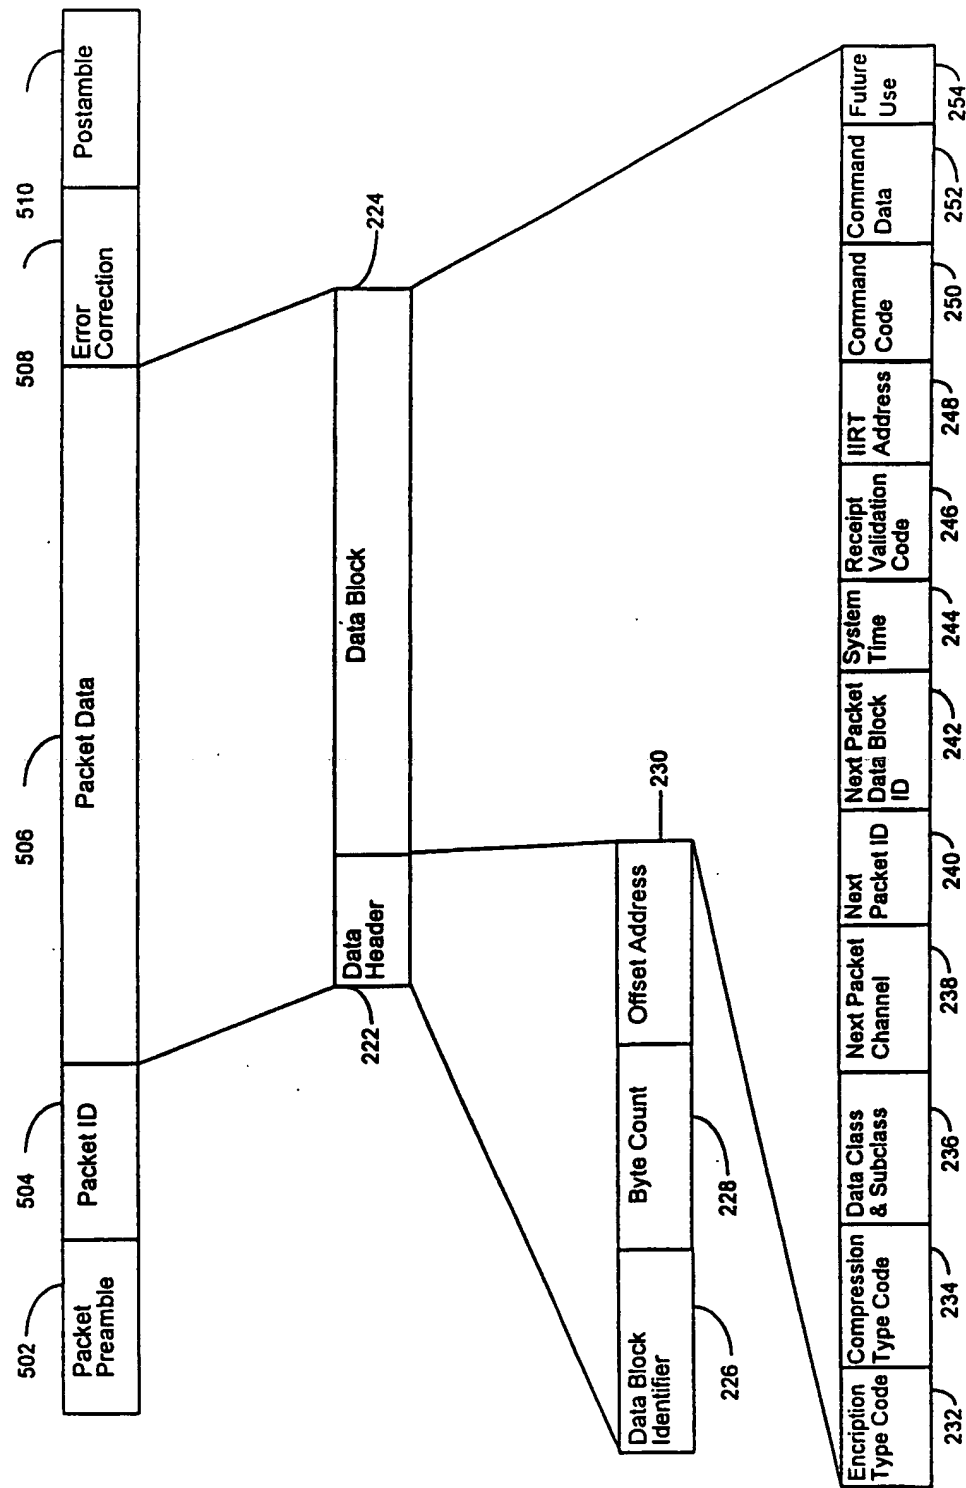 502
504
506
508
510
Packet
Preamble
Packet ID
Packet Data
Error
Correction
Postamble
222
Data
Header
Data Block
224
Data Block
Identifier
Byte Count
Offset Address
226
228
230
Encription
Type Code
Compression
Type Code
Data Class
& Subclass
Next Packet
Channel
Next
Packet ID
Next Packet
Data Block
ID
System
Time
Receipt
Validation
Code
IIRT
Address
Command
Code
Command
Data
Future
Use
232
234
236
238
240
242
244
246
248
250
252
254